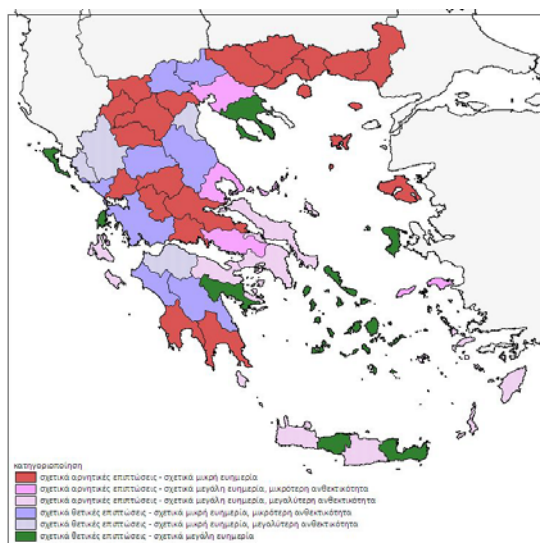 κατηγοριοποίηση
σχετικά αρνητικές επιπτώσεις - σχετικά μικρή ευημερία
σχετικά αρνητικές επιπτώσεις - σχετικά μεγάλη ευημερία, μικρότερη ανθεκτικότητα
σχετικά αρνητικές επιπτώσεις - σχετικά μεγάλη ευημερία, μεγαλύτερη ανθεκτικότητα
σχετικά θετικές επιπτώσεις - σχετικά μικρή ευημερία, μικρότερη ανθεκτικότητα
σχετικά θετικές επιπτώσεις - σχετικά μικρή ευημερία, μεγαλύτερη ανθεκτικότητα
σχετικά θετικές επιπτώσεις - σχετικά μεγάλη ευημερία